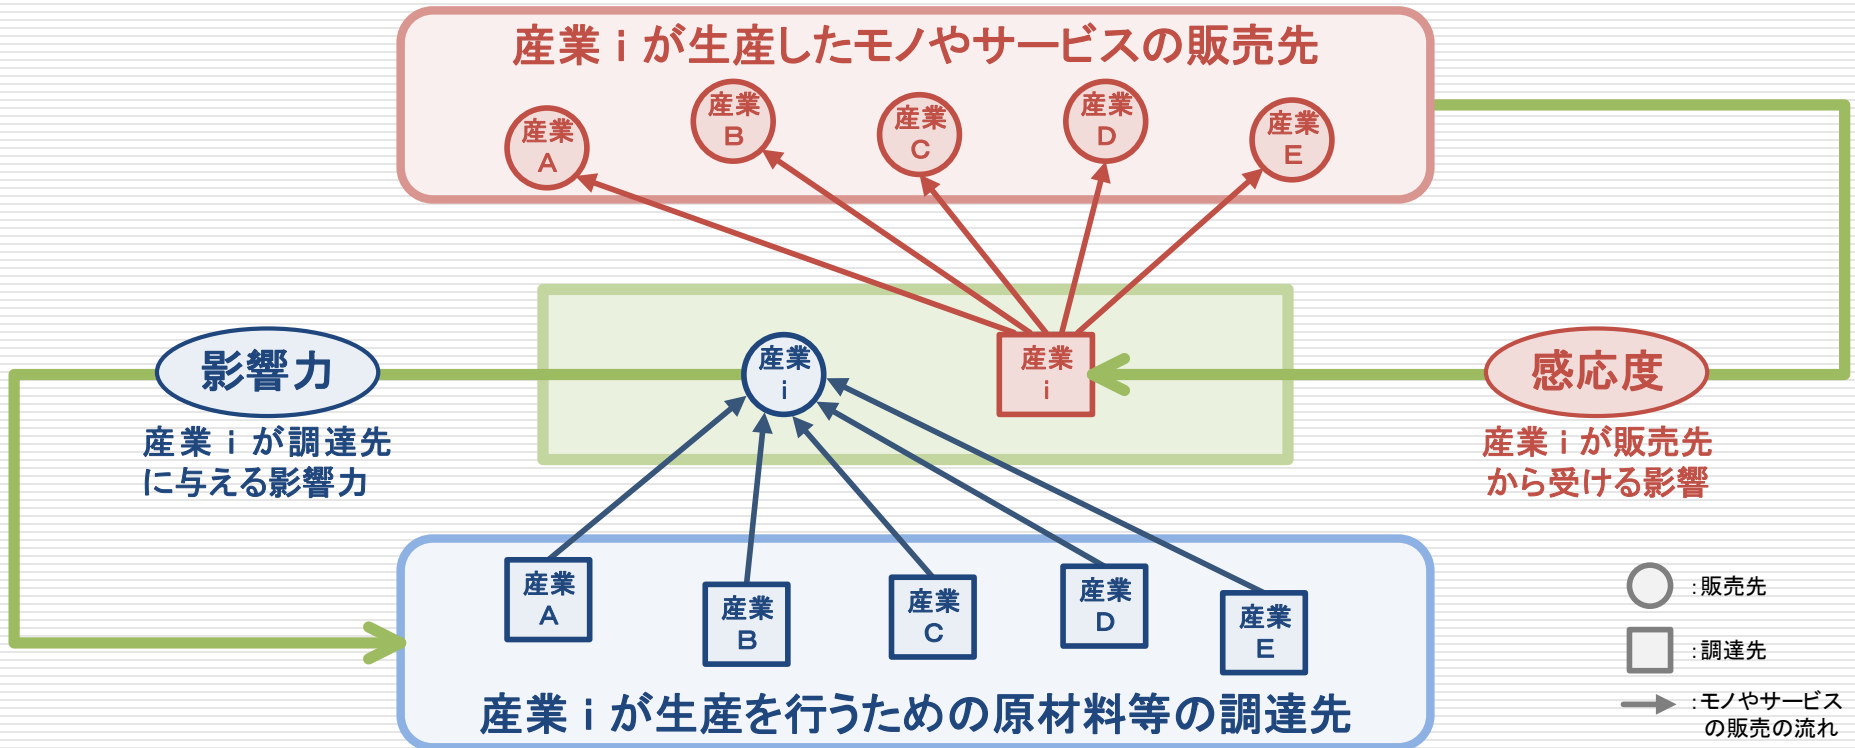 産業ｉが生産したモノやサービスの販売先
産業
Ａ
産業
Ｂ
産業
Ｃ
産業
Ｄ
産業
Ｅ
影響力
産業ｉが調達先
に与える影響力
産業
ｉ
産業
ｉ
感応度
産業ｉが販売先
から受ける影響
産業
Ａ
産業
Ｂ
産業
Ｃ
産業
Ｄ
産業
Ｅ
産業ｉが生産を行うための原材料等の調達先
：販売先
：調達先
：モノやサービス
の販売の流れ